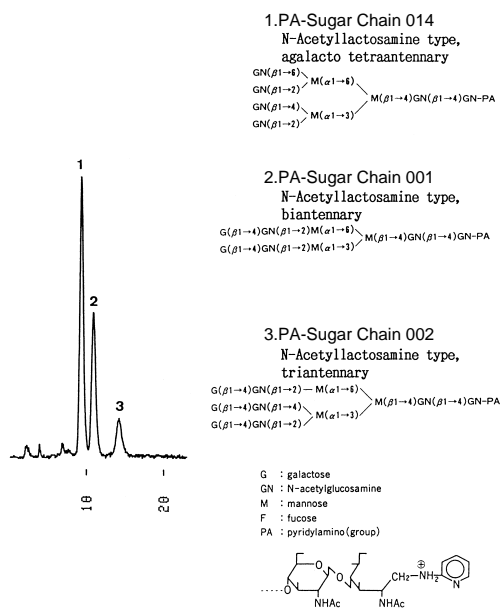 1.PA-Sugar Chain 014
N-Acetyllactosamine type,
agalacto tetraantennary
GN(β1→6)
GN(β1→2)
M(α1→6)
GN(β1→4)
GN(β1→2)
M(α1→3)
M(β1→4)GN(β1→4)GN-PA
2.PA-Sugar Chain 001
N-Acetyllactosamine type,
biantennary
G(β1→4)GN(β1→2)M(α1→6)
G(β1→4)GN(β1→2)M(α1→3)
M(β1→4)GN(β1→4)GN-PA
3.PA-Sugar Chain 002
N-Acetyllactosamine type,
triantennary
G(β1→4)GN(β1→2)—M(α1→6)
G(β1→4)GN(β1→4)
G(β1→4)GN(β1→2)
M(α1→3)
M(β1→4)GN(β1→4)GN-PA
1
2
3
10
20
G : galactose
GN : N-acetylglucosamine
M : mannose
F : fucose
PA : pyridylamino(group)
O
O
O
O
CH₂—NH₂
⊕
N
NHAc
NHAc